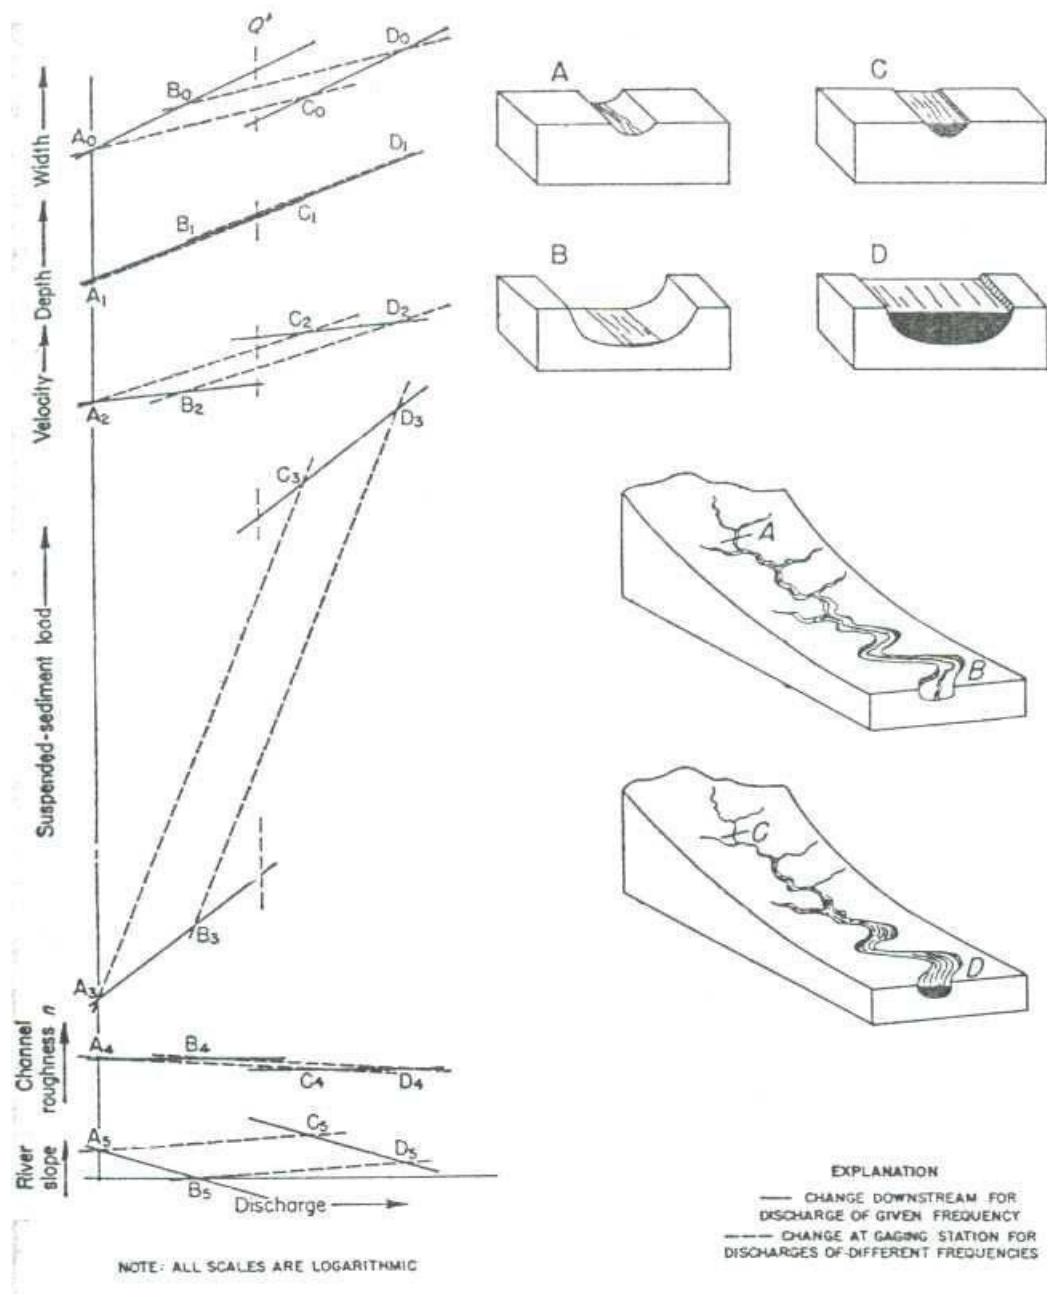 Q'
D0
B0
C0
A0
Width
D1
B1
C1
A1
Depth
C2
D2
B2
A2
Velocity
D3
C3
B3
A3
Suspended-sediment load
A4
B4
C4
D4
Channel
roughness n
A5
C5
D5
B5
River
slope
Discharge
NOTE: ALL SCALES ARE LOGARITHMIC
A
C
B
D
A
B
C
D
EXPLANATION
CHANGE DOWNSTREAM FOR
DISCHARGE OF GIVEN FREQUENCY
CHANGE AT GAGING STATION FOR
DISCHARGES OF DIFFERENT FREQUENCIES